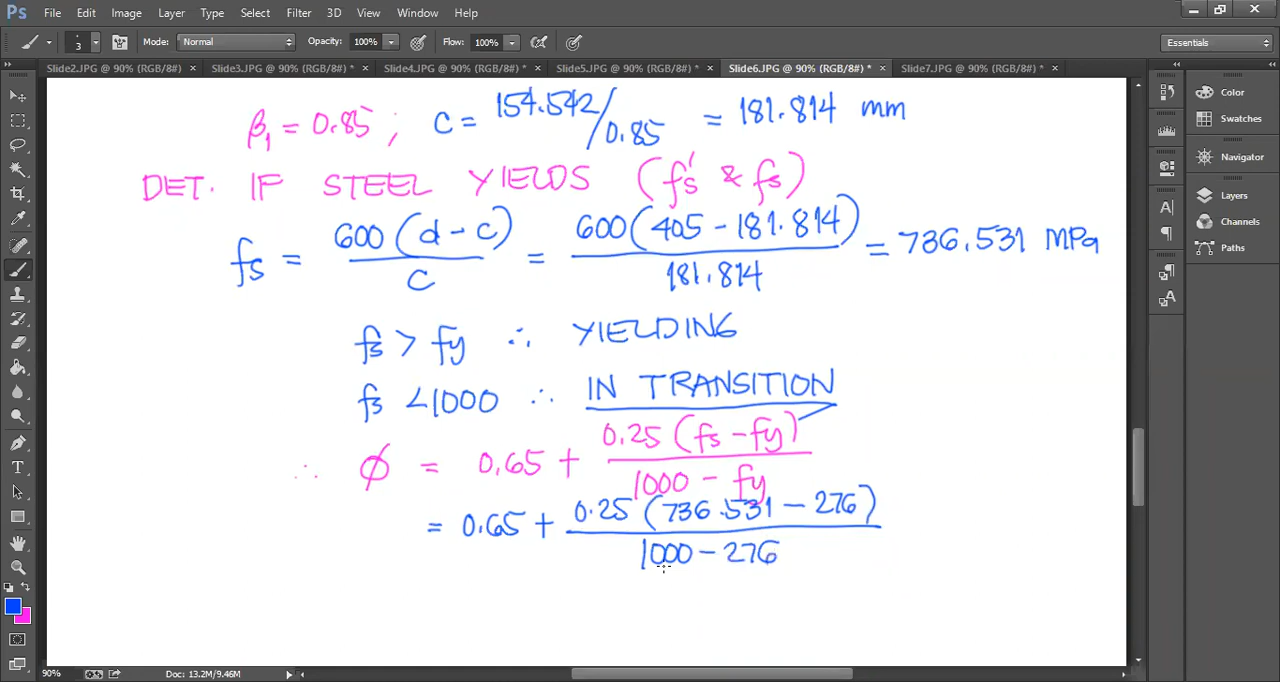 Ps File Edit Image Layer Type Select Filter 3D View Window Help
3 Mode: Normal Opacity: 100% Flow: 100% Essentials
Slide2.JPG @ 90% (RGB/8#) × Slide3.JPG @ 90% (RGB/8#) * × Slide4.JPG @ 90% (RGB/8#) * × Slide5.JPG @ 90% (RGB/8#) * × Slide6.JPG @ 90% (RGB/8#) * × Slide7.JPG @ 90% (RGB/8#) * ×
β₁ = 0.85 ; c = 154.542/0.85 = 181.814 mm
DET. IF STEEL YIELDS (fs' & fs)
fs = 600 (d - c) / c = 600 (405 - 181.814) / 181.814 = 736.531 MPa
fs > fy ∴ YIELDING
fs < 1000 ∴ IN TRANSITION
∴ φ = 0.65 + 0.25 (fs - fy) / 1000 - fy
= 0.65 + 0.25 (736.531 - 276) / 1000 - 276
Color
Swatches
Navigator
Layers
Channels
Paths
90% Doc: 13.2M/9.46M